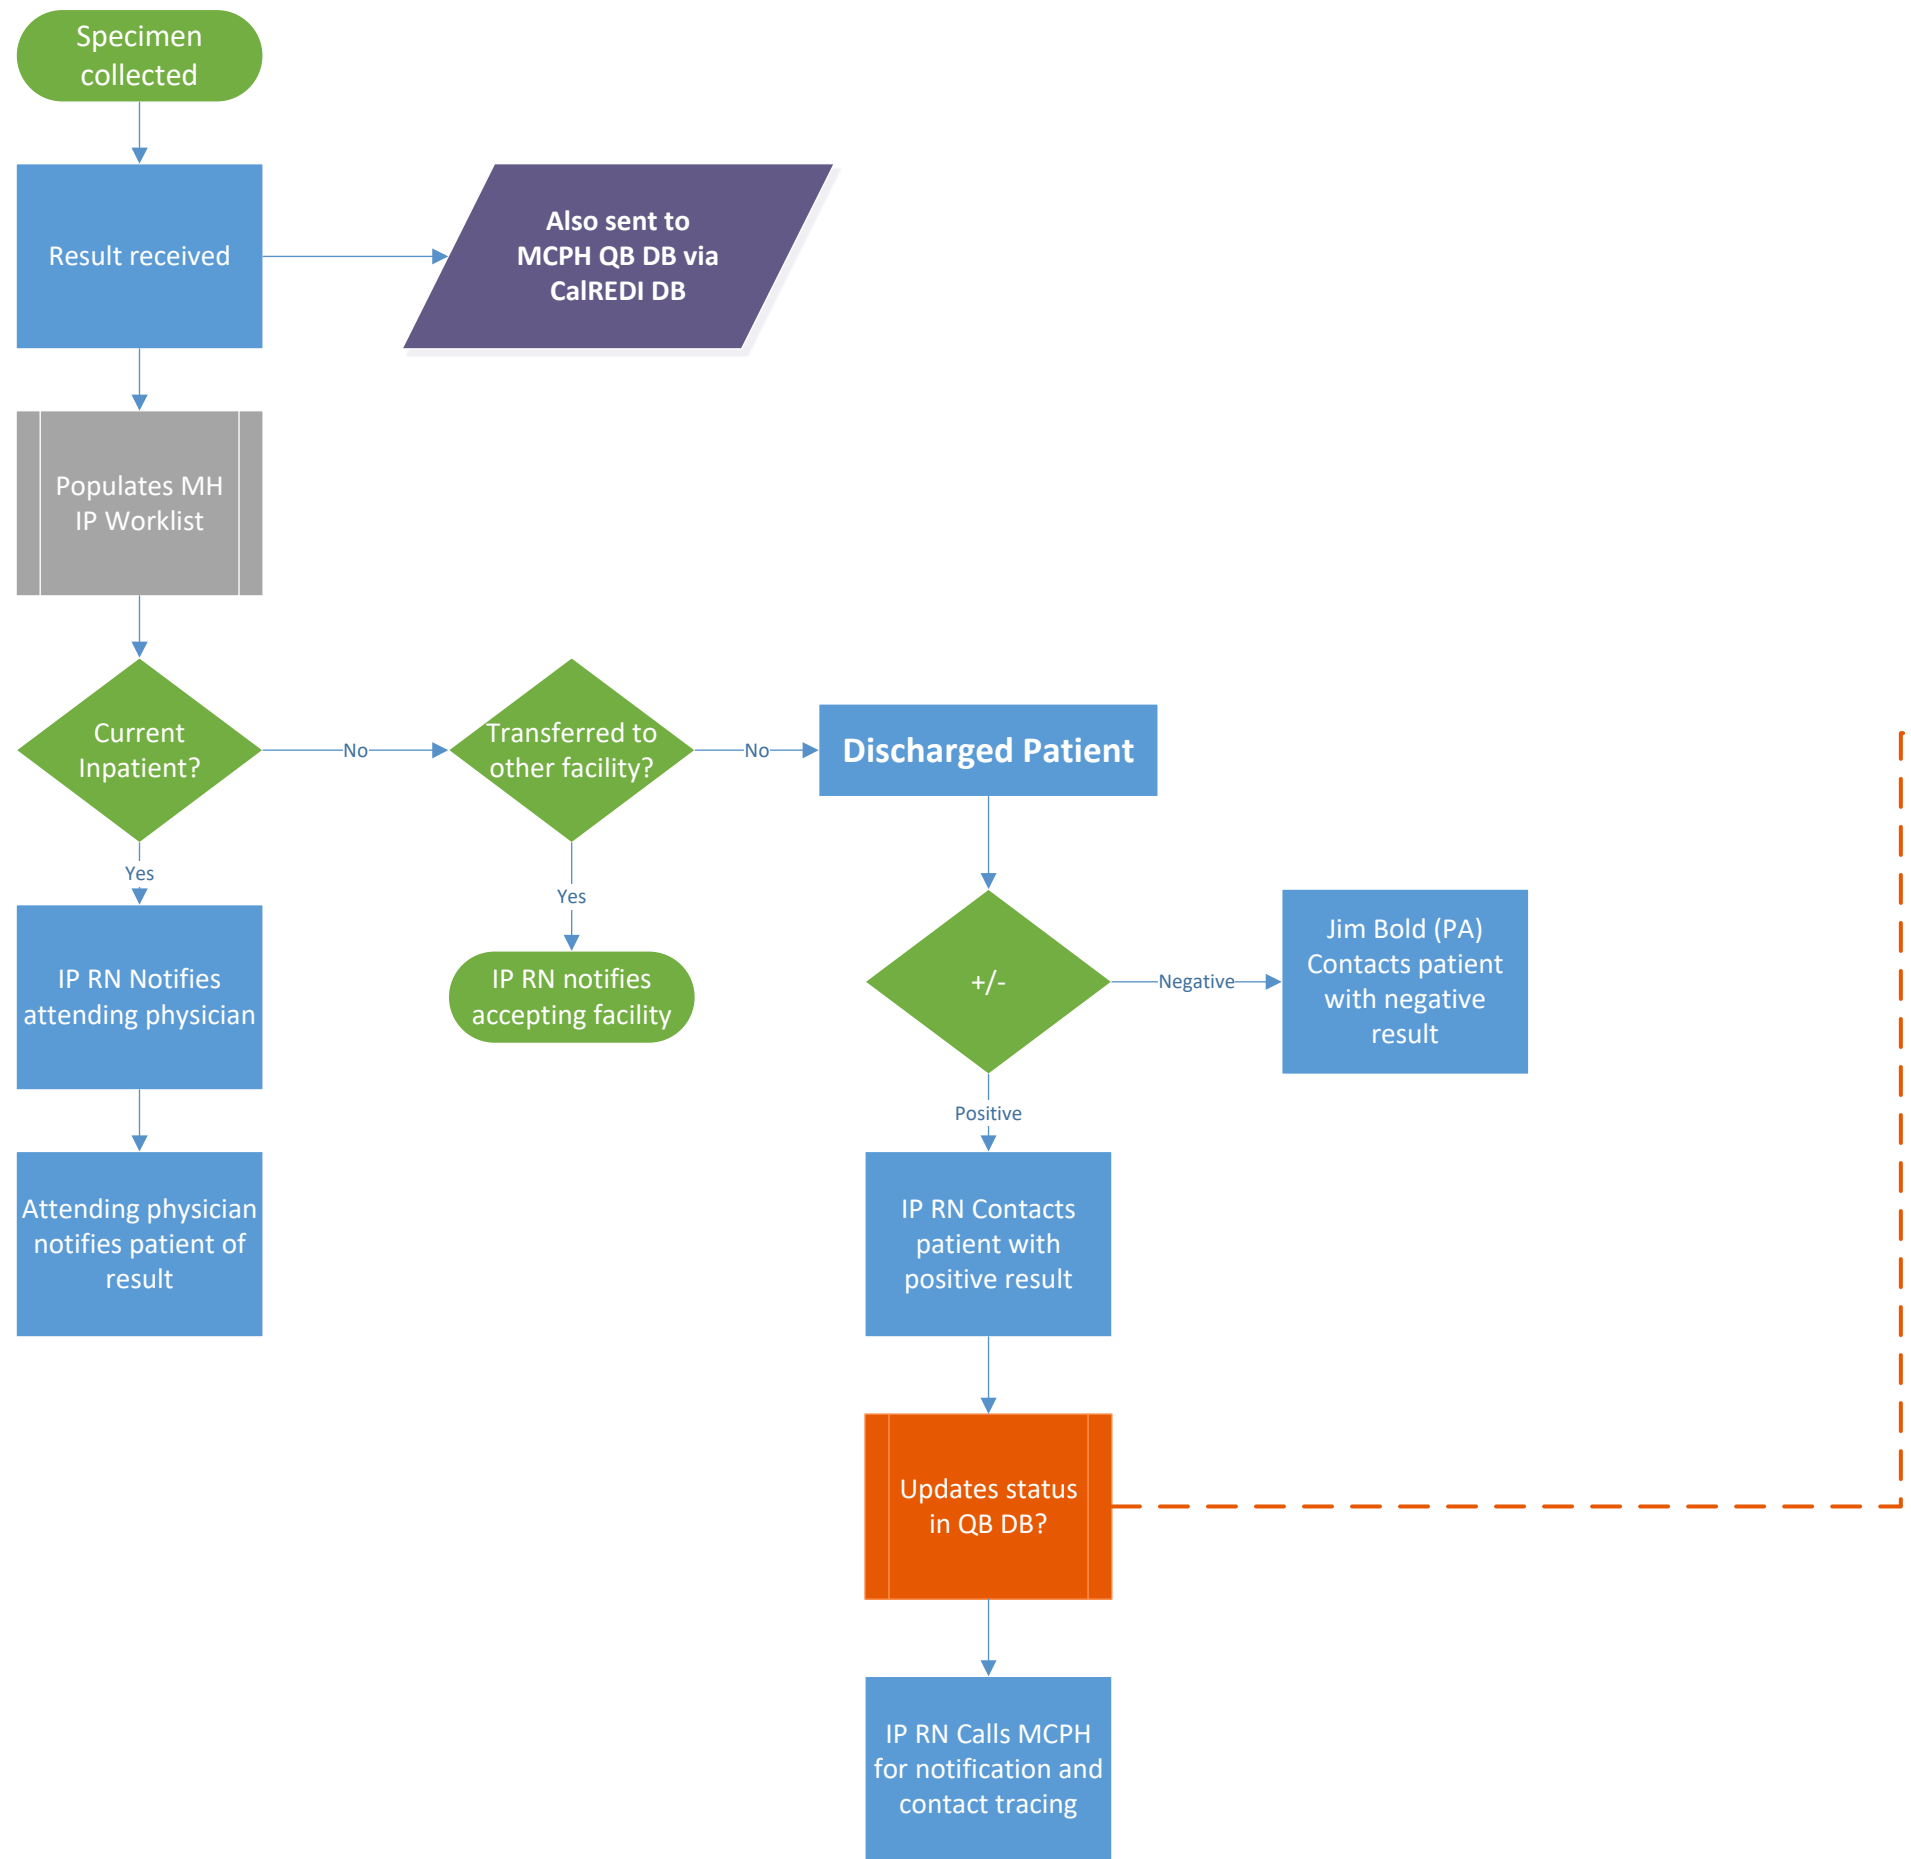 Specimen
collected
Result received
Also sent to
MCPH QB DB via
CalREDI DB
Populates MH
IP Worklist
Current
Inpatient?
No
Transferred to
other facility?
No
Discharged Patient
Yes
IP RN Notifies
attending physician
Yes
IP RN notifies
accepting facility
+/-
Negative
Jim Bold (PA)
Contacts patient
with negative
result
Positive
Attending physician
notifies patient of
result
IP RN Contacts
patient with
positive result
Updates status
in QB DB?
IP RN Calls MCPH
for notification and
contact tracing